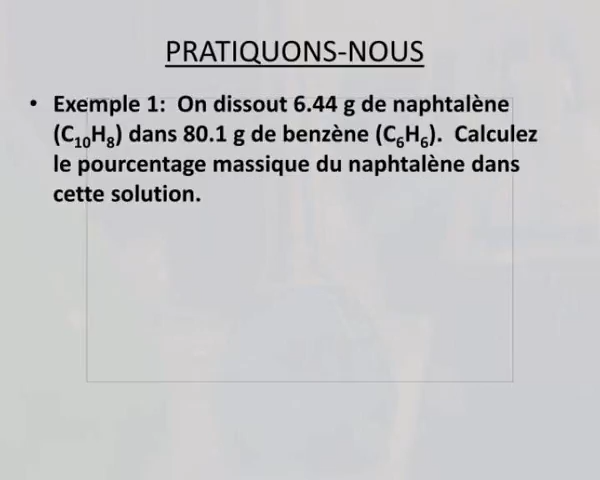 PRATIQUONS-NOUS
• Exemple 1: On dissout 6.44 g de naphtalène
(C₁₀H₈) dans 80.1 g de benzène (C₆H₆). Calculez
le pourcentage massique du naphtalène dans
cette solution.